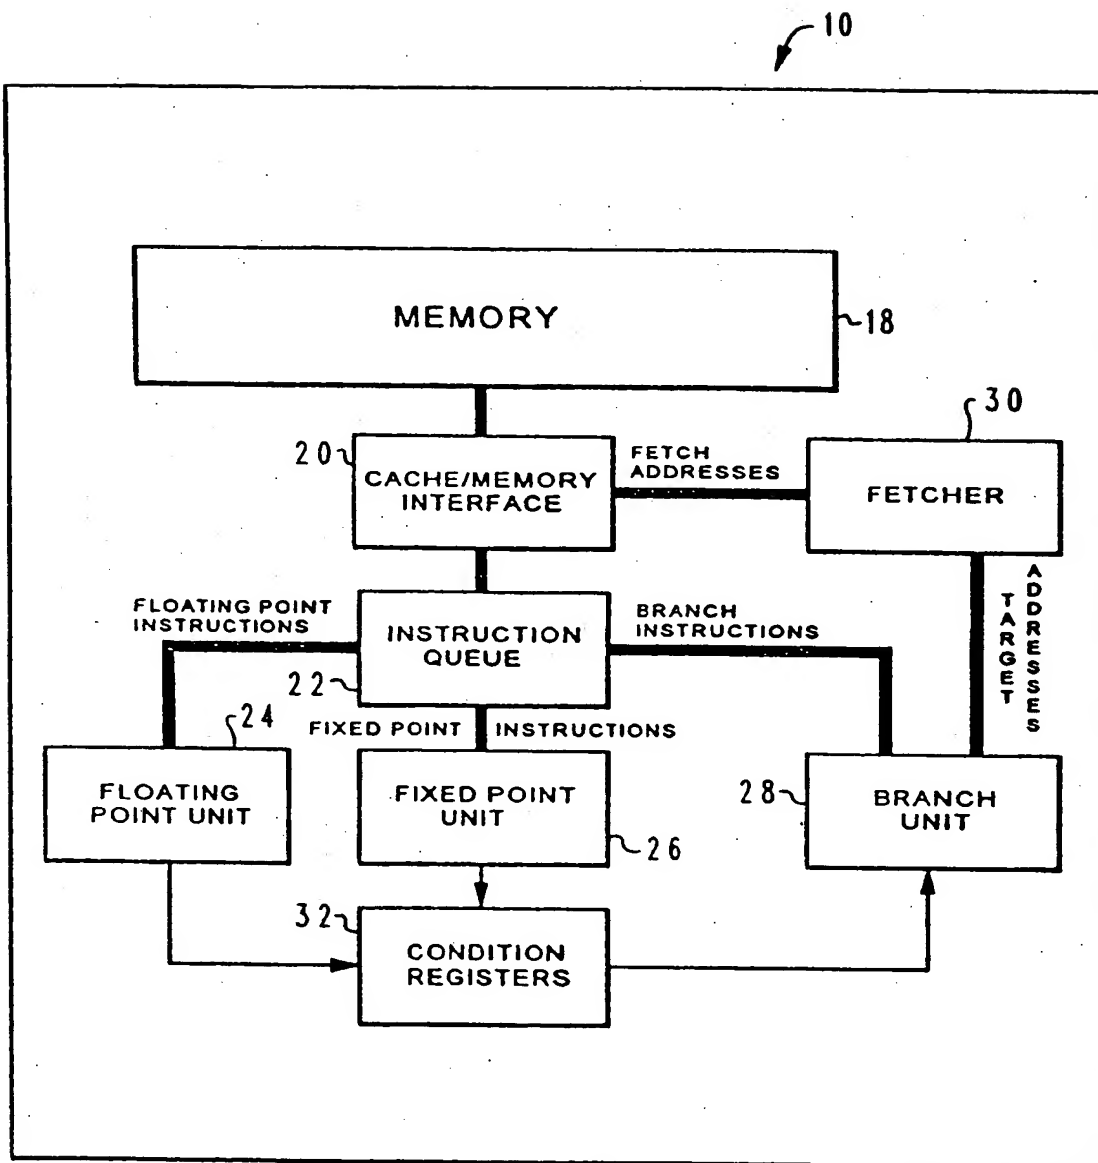 10
MEMORY
18
30
20
CACHE/MEMORY
INTERFACE
FETCH
ADDRESSES
FETCHER
FLOATING POINT
INSTRUCTIONS
INSTRUCTION
QUEUE
22
BRANCH
INSTRUCTIONS
TARGET
ADDRESSES
24
FIXED POINT INSTRUCTIONS
FLOATING
POINT UNIT
FIXED POINT
UNIT
26
28
BRANCH
UNIT
32
CONDITION
REGISTERS